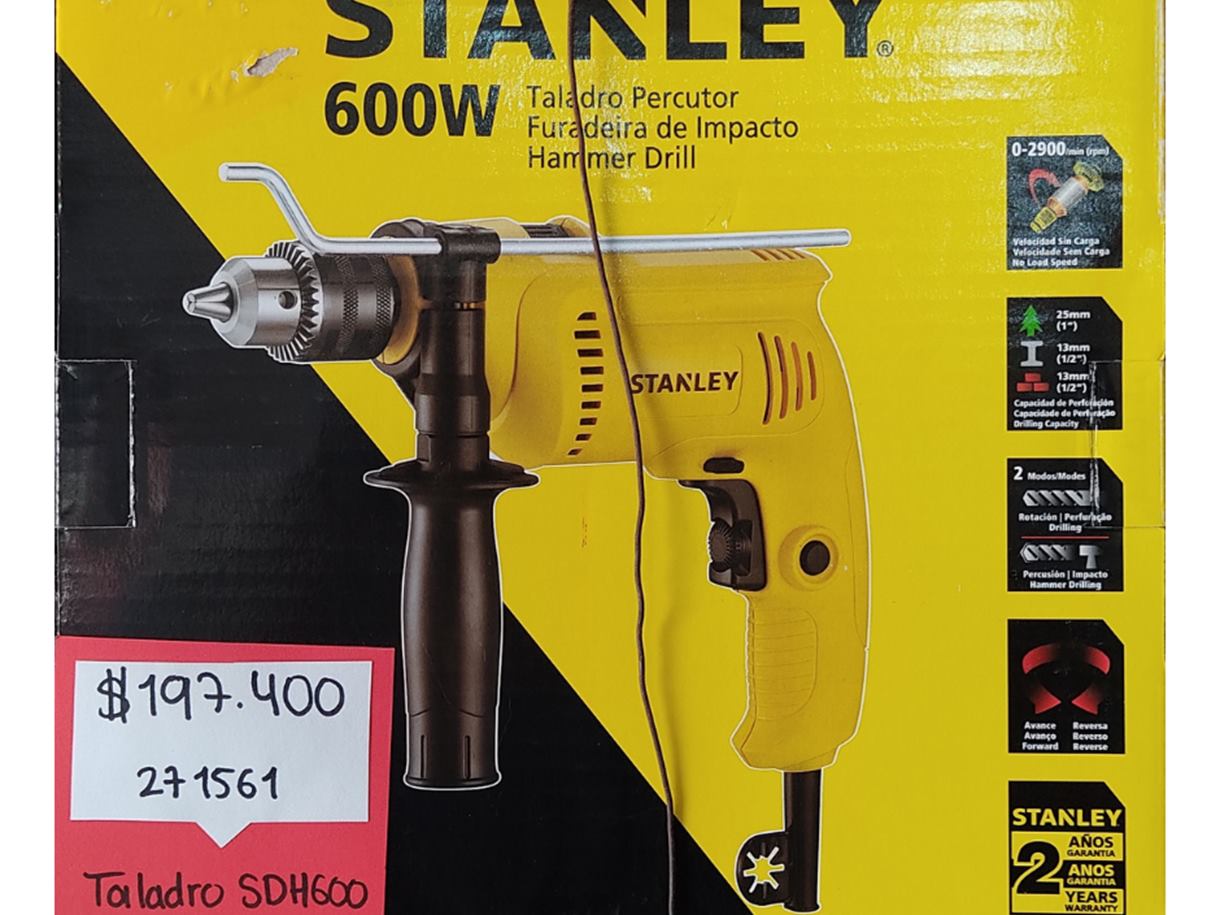 STANLEY®
600W
Taladro Percutor
Furadeira de Impacto
Hammer Drill
0-2900/min (rpm)
Velocidad Sin Carga
Velocidade Sem Carga
No Load Speed
25mm
(1")
13mm
(1/2")
13mm
(1/2")
Capacidad de Perforación
Capacidade de Perfuração
Drilling Capacity
STANLEY
2 Modos/Modes
Rotación | Perfuração
Drilling
Percusión | Impacto
Hammer Drilling
Avance Reversa
Avanço Reverso
Forward Reverse
STANLEY
2
AÑOS
GARANTIA
ANOS
GARANTIA
YEARS
WARRANTY
$197.400
271561
Taladro SDH600